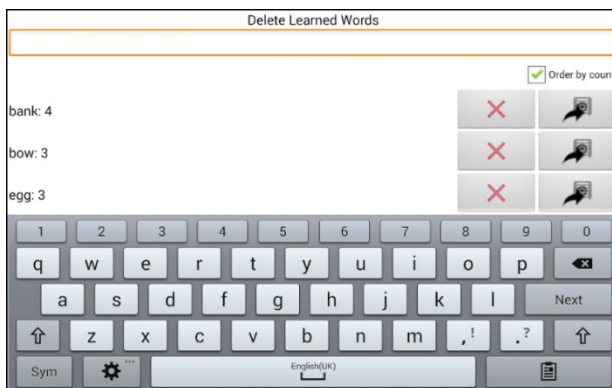 Delete Learned Words
Order by coun
bank: 4
bow: 3
egg: 3
1 2 3 4 5 6 7 8 9 0
q w e r t y u i o p
a s d f g h j k l Next
z x c v b n m ,! .?
Sym ... English(UK)